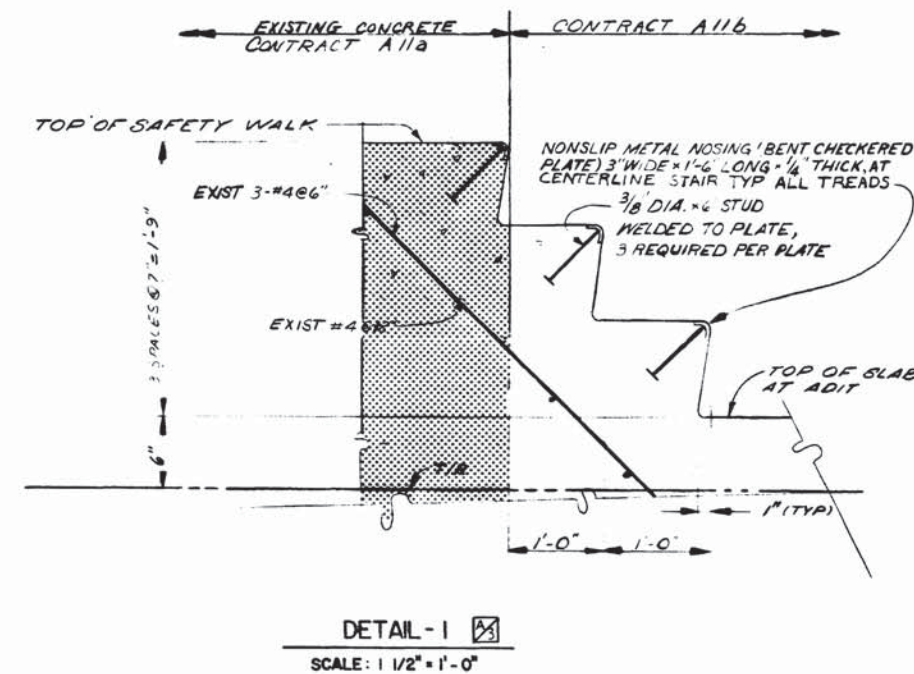 EXISTING CONCRETE
CONTRACT A11a
CONTRACT A11b
TOP OF SAFETY WALK
NONSLIP METAL NOSING (BENT CHECKERED
PLATE) 3" WIDE × 1'-6" LONG × 1/4" THICK, AT
CENTERLINE STAIR TYP ALL TREADS
3/8" DIA. × 6" STUD
WELDED TO PLATE,
3 REQUIRED PER PLATE
EXIST 3-#4@6"
3 SPACES @ 7" = 1'-9"
EXIST #4
TOP OF SLAB
AT ADIT
6"
T/R
1" (TYP)
1'-0"
1'-0"
DETAIL-1 A/3
SCALE: 1 1/2" = 1'-0"